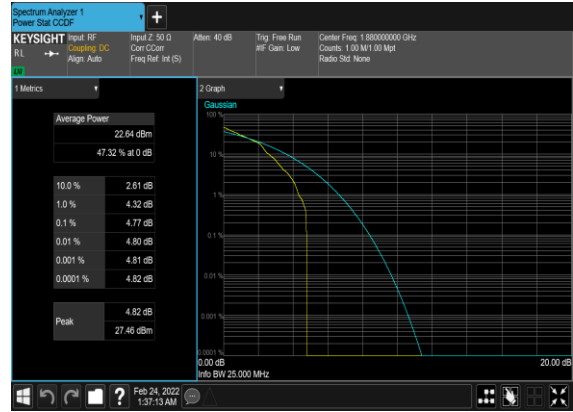 Spectrum Analyzer 1
Power Stat CCDF
KEYSIGHT
RL
LXI
Input: RF
Coupling: DC
Align: Auto
Input Z: 50 Ω
Corr CCorr
Freq Ref: Int (S)
Atten: 40 dB
Trig: Free Run
#IF Gain: Low
Center Freq: 1.880000000 GHz
Counts: 1.00 M/1.00 Mpt
Radio Std: None
1 Metrics
Average Power
22.64 dBm
47.32 % at 0 dB
10.0 % 2.61 dB
1.0 % 4.32 dB
0.1 % 4.77 dB
0.01 % 4.80 dB
0.001 % 4.81 dB
0.0001 % 4.82 dB
Peak
4.82 dB
27.46 dBm
2 Graph
Gaussian
100 %
10 %
1 %
0.1 %
0.01 %
0.001 %
0.0001 %
0.00 dB
20.00 dB
Info BW 25.000 MHz
?
Feb 24, 2022
1:37:13 AM